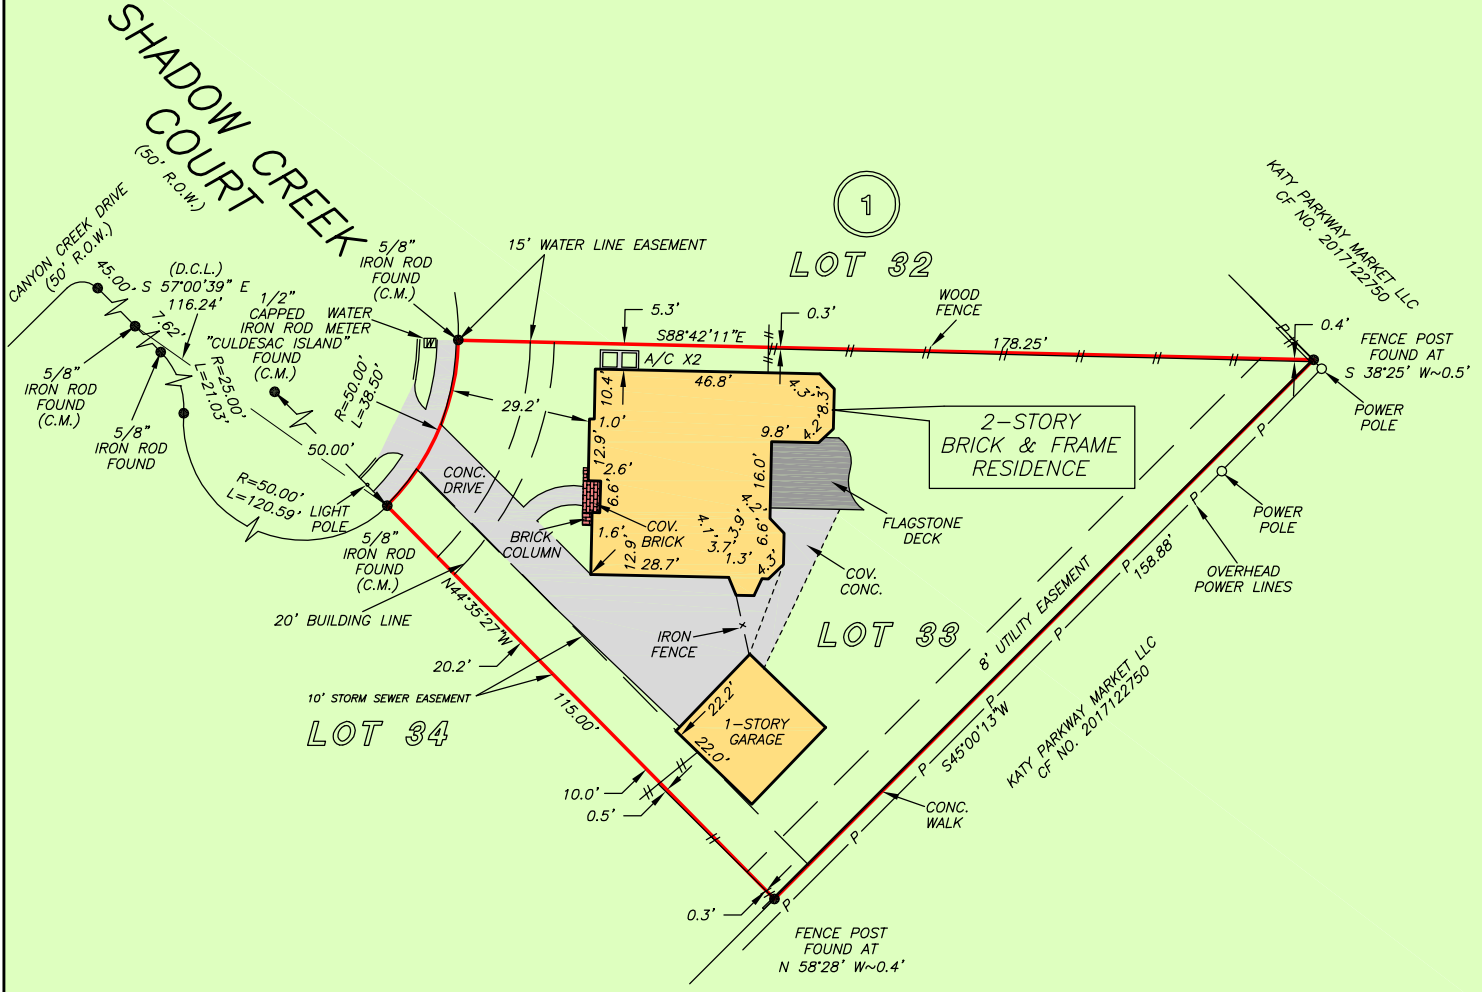 SHADOW CREEK
COURT
(50' R.O.W.)
CANYON CREEK DRIVE
(50' R.O.W.)
45.00'
7.62'
(D.C.L.)
S 57°00'39" E
116.24'
1/2"
CAPPED
IRON ROD
"CULDESAC ISLAND"
FOUND
(C.M.)
WATER
METER
W
5/8"
IRON ROD
FOUND
(C.M.)
15' WATER LINE EASEMENT
1
LOT 32
KATY PARKWAY MARKET LLC
CF NO. 2017122750
5.3'
0.3'
WOOD
FENCE
0.4'
S88°42'11"E
178.25'
FENCE POST
FOUND AT
S 38°25' W~0.5'
P
POWER
POLE
5/8"
IRON ROD
FOUND
(C.M.)
5/8"
IRON ROD
FOUND
R=25.00'
L=21.03'
R=50.00'
L=38.50'
50.00'
R=50.00'
L=120.59'
LIGHT
POLE
5/8"
IRON ROD
FOUND
(C.M.)
A/C X2
46.8'
10.4'
4.3'
8.3'
4.2'
9.8'
29.2'
1.0'
12.9'
2.6'
6.6'
1.6'
12.9'
28.7'
16.0'
4.2'
3.9'
4.1'
3.7'
1.3'
6.6'
4.3'
CONC.
DRIVE
BRICK
COLUMN
COV.
BRICK
2-STORY
BRICK & FRAME
RESIDENCE
FLAGSTONE
DECK
COV.
CONC.
POWER
POLE
P
P
OVERHEAD
POWER LINES
P
158.88'
8' UTILITY EASEMENT
P
P
S45°00'13"W
P
P
P
KATY PARKWAY MARKET LLC
CF NO. 2017122750
LOT 33
IRON
FENCE
20' BUILDING LINE
N44°35'27"W
20.2'
10' STORM SEWER EASEMENT
115.00'
LOT 34
22.2'
1-STORY
GARAGE
22.0'
10.0'
0.5'
CONC.
WALK
0.3'
FENCE POST
FOUND AT
N 58°28' W~0.4'